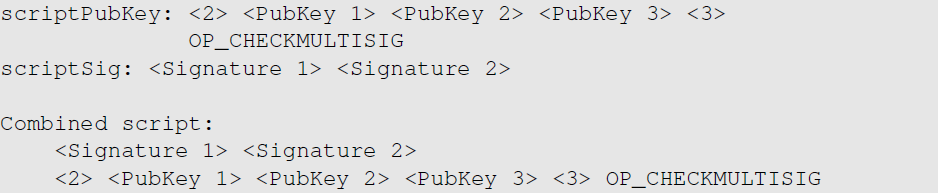 scriptPubKey: <2> <PubKey 1> <PubKey 2> <PubKey 3> <3>
OP_CHECKMULTISIG
scriptSig: <Signature 1> <Signature 2>
Combined script:
<Signature 1> <Signature 2>
<2> <PubKey 1> <PubKey 2> <PubKey 3> <3> OP_CHECKMULTISIG